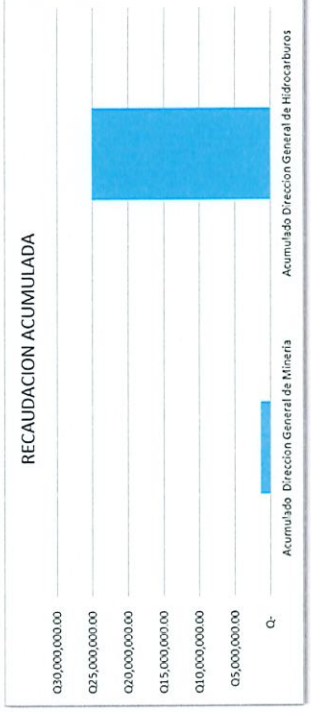 RECAUDACION ACUMULADA
Q30,000,000.00
Q25,000,000.00
Q20,000,000.00
Q15,000,000.00
Q10,000,000.00
Q5,000,000.00
Q-
Acumulado Direccion General de Mineria
Acumulado Direccion General de Hidrocarburos